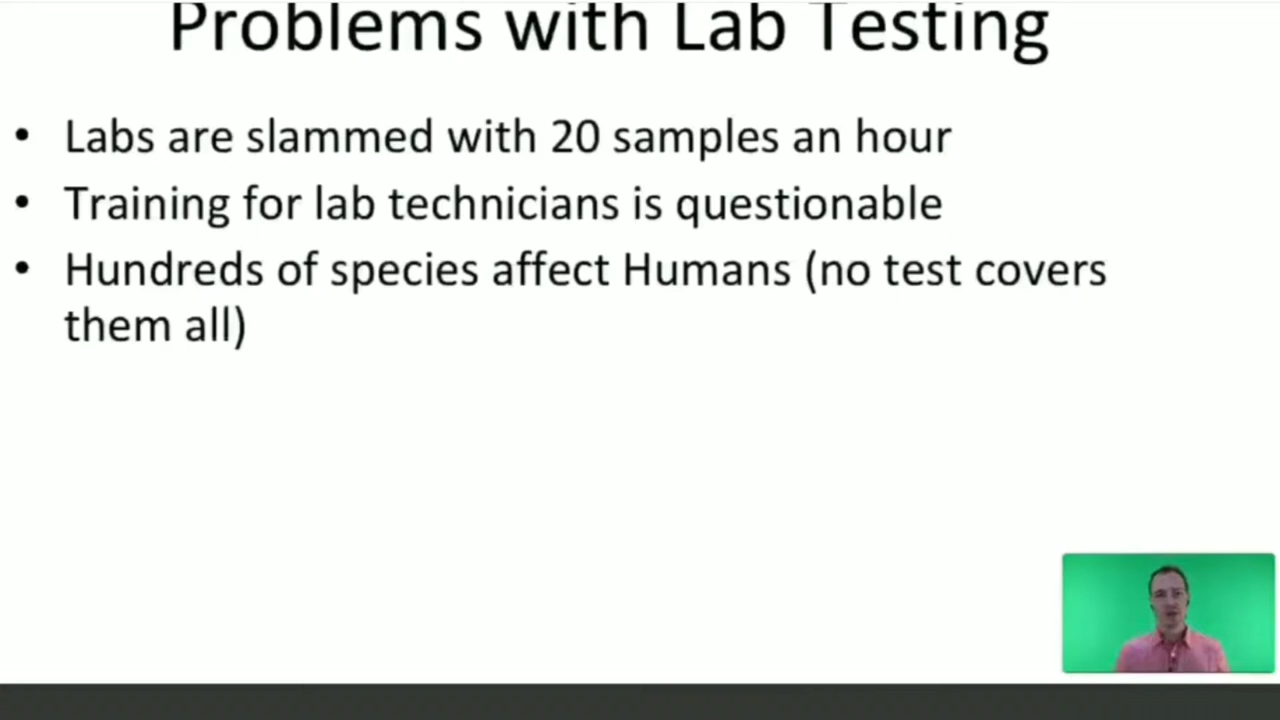 Problems with Lab Testing
• Labs are slammed with 20 samples an hour
• Training for lab technicians is questionable
• Hundreds of species affect Humans (no test covers
them all)